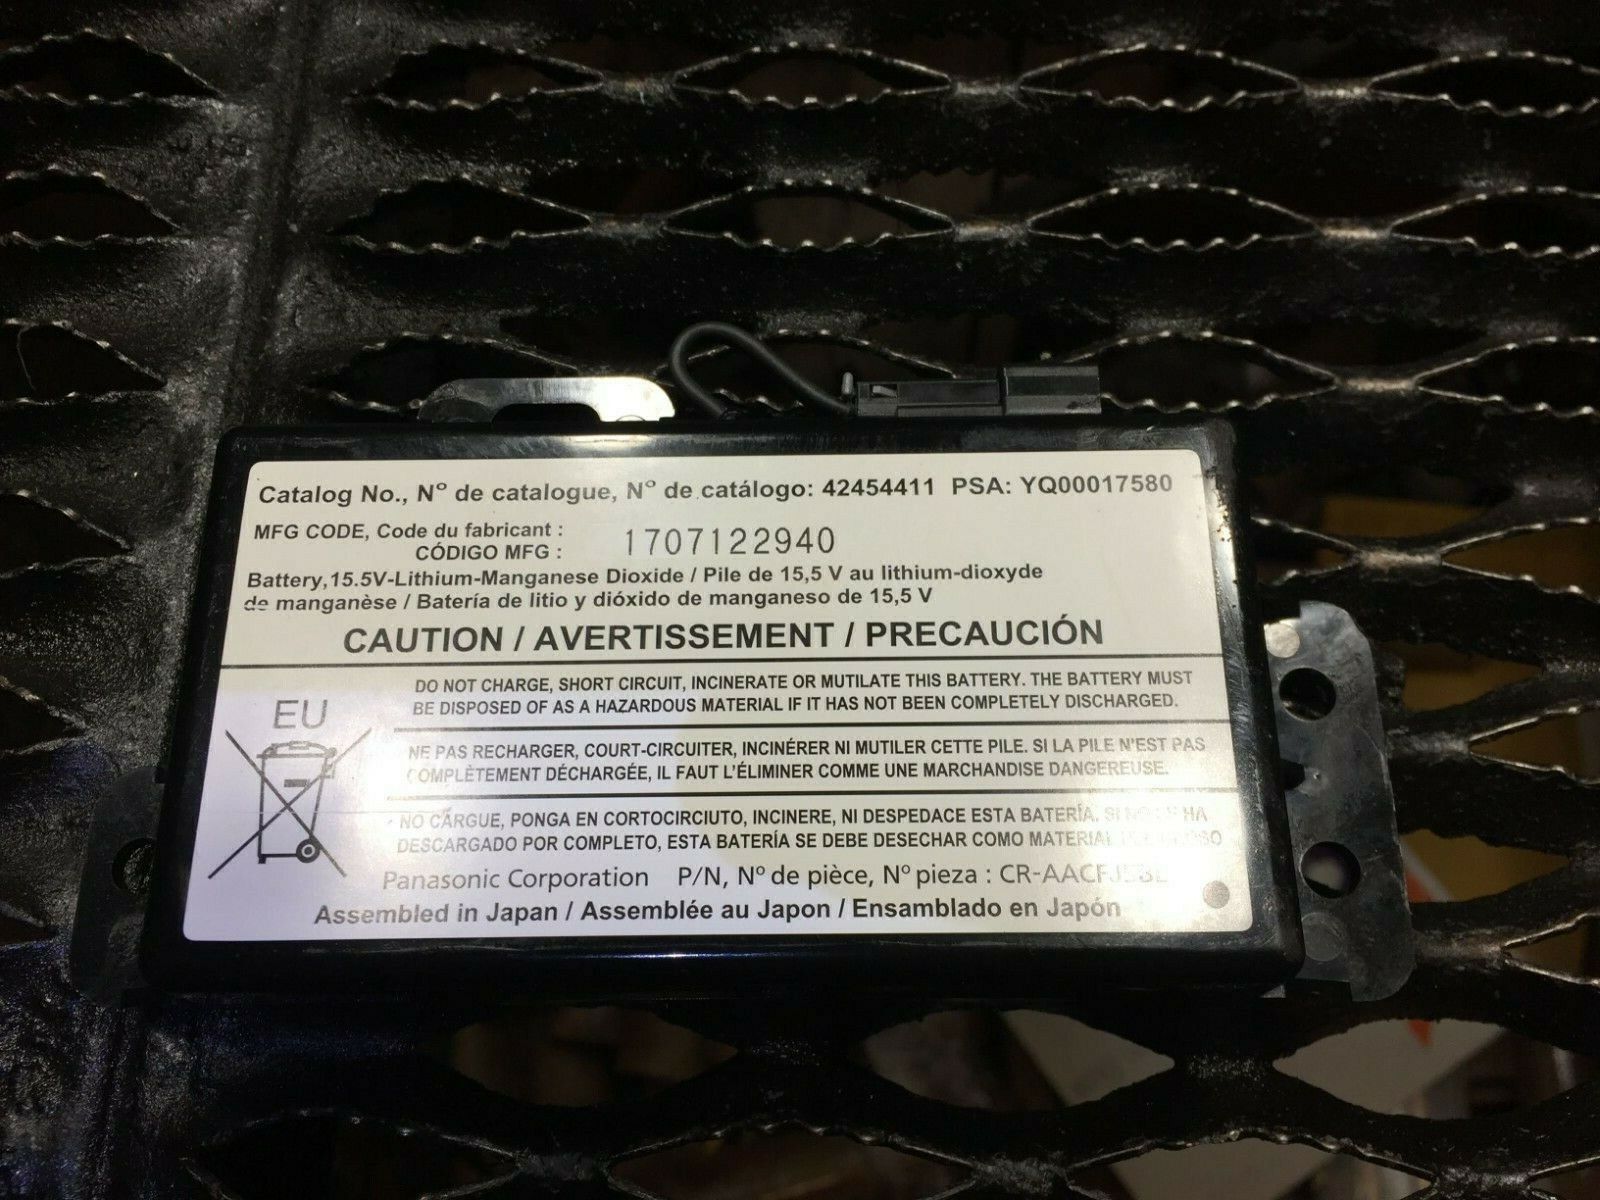 Catalog No., Nº de catalogue, Nº de catálogo: 42454411 PSA: YQ00017580
MFG CODE, Code du fabricant :
CÓDIGO MFG :
1707122940
Battery,15.5V-Lithium-Manganese Dioxide / Pile de 15,5 V au lithium-dioxyde
de manganèse / Batería de litio y dióxido de manganeso de 15,5 V
CAUTION / AVERTISSEMENT / PRECAUCIÓN
EU
DO NOT CHARGE, SHORT CIRCUIT, INCINERATE OR MUTILATE THIS BATTERY. THE BATTERY MUST
BE DISPOSED OF AS A HAZARDOUS MATERIAL IF IT HAS NOT BEEN COMPLETELY DISCHARGED.
NE PAS RECHARGER, COURT-CIRCUITER, INCINÉRER NI MUTILER CETTE PILE. SI LA PILE N'EST PAS
COMPLÈTEMENT DÉCHARGÉE, IL FAUT L'ÉLIMINER COMME UNE MARCHANDISE DANGEREUSE.
NO CARGUE, PONGA EN CORTOCIRCUITO, INCINERE, NI DESPEDACE ESTA BATERÍA. SI HA
DESCARGADO POR COMPLETO, ESTA BATERÍA SE DEBE DESECHAR COMO MATERIAL
Panasonic Corporation P/N, Nº de pièce, Nº pieza :
Assembled in Japan / Assemblée au Japon / Ensamblado en Japón